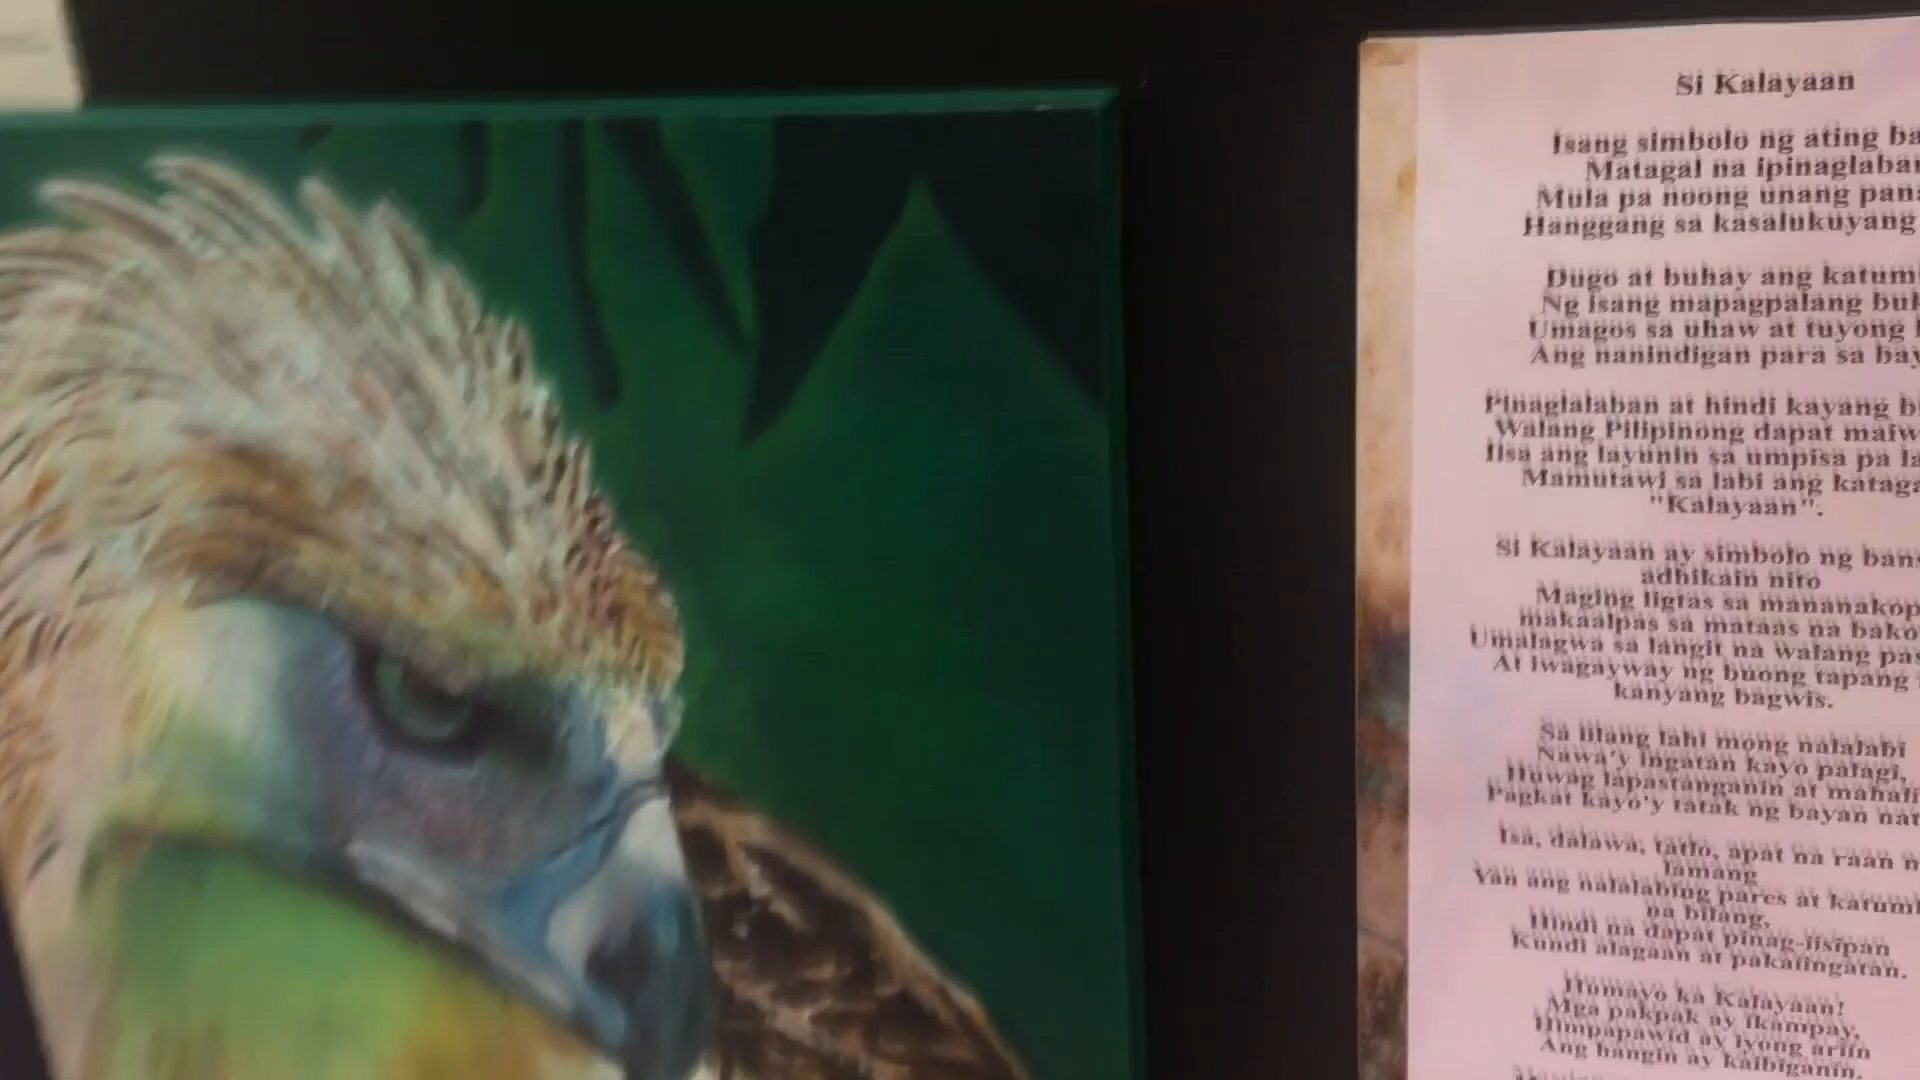 Si Kalayaan
Isang simbolo ng ating
Matagal na ipinaglaban
Mula pa noong unang
Hanggang sa kasalukuyang
Dugo at buhay ang
Ng isang mapagpalang
Umagos sa uhaw at tuyong
Ang nanindigan para sa
Pinaglalaban at hindi kayang
Walang Pilipinong dapat
Iisa ang layunin sa umpisa pa
Mamutawi sa labi ang
"Kalayaan".
Si Kalayaan ay simbolo ng
adhikain nito
Maging ligtas sa
makaalpas sa mataas na
Umalagwa sa langit na walang
At iwagayway ng buong tapang
kanyang bagwis.
Sa ilang lahi mong nalalabi
Nawa'y ingatan kayo palagi,
Huwag lapastanganin at
Pagkat kayo'y tatak ng bayan
Isa, dalawa, tatlo, apat na raan
lamang
Yan ang nalalabing pares at
na bilang,
Hindi na dapat pinag-iisipan
Kundi alagaan at pakaiingatan.
Humayo ka Kalayaan!
Mga pakpak ay ikampay,
Himpapawid ay iyong ariin
Ang hangin ay kaibiganin.